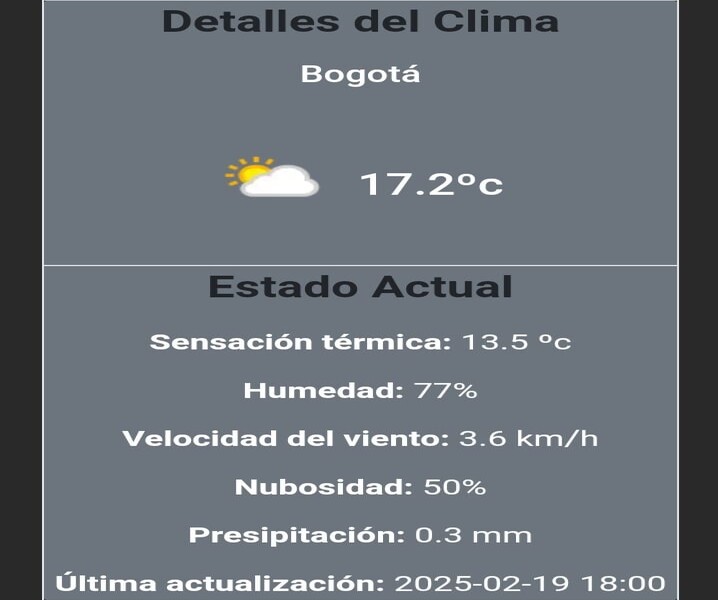 Detalles del Clima
Bogotá
17.2ºc
Estado Actual
Sensación térmica: 13.5 ºc
Humedad: 77%
Velocidad del viento: 3.6 km/h
Nubosidad: 50%
Presipitación: 0.3 mm
Última actualización: 2025-02-19 18:00